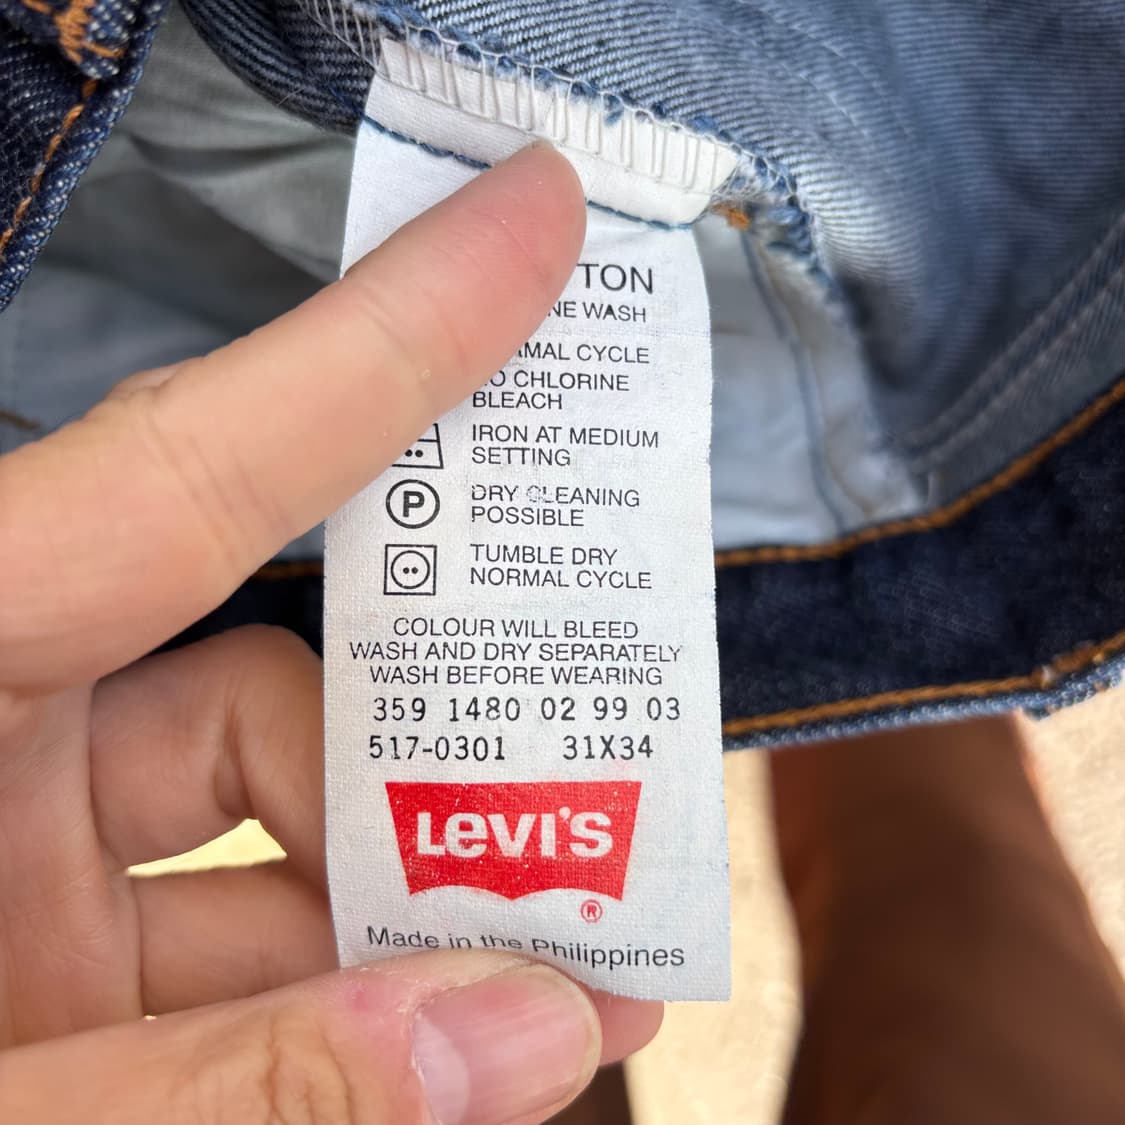 TON
NE WASH
MAL CYCLE
O CHLORINE
BLEACH
IRON AT MEDIUM
SETTING
P
DRY CLEANING
POSSIBLE
TUMBLE DRY
NORMAL CYCLE
COLOUR WILL BLEED
WASH AND DRY SEPARATELY
WASH BEFORE WEARING
359 1480 02 99 03
517-0301 31X34
LEVI'S
®
Made in the Philippines